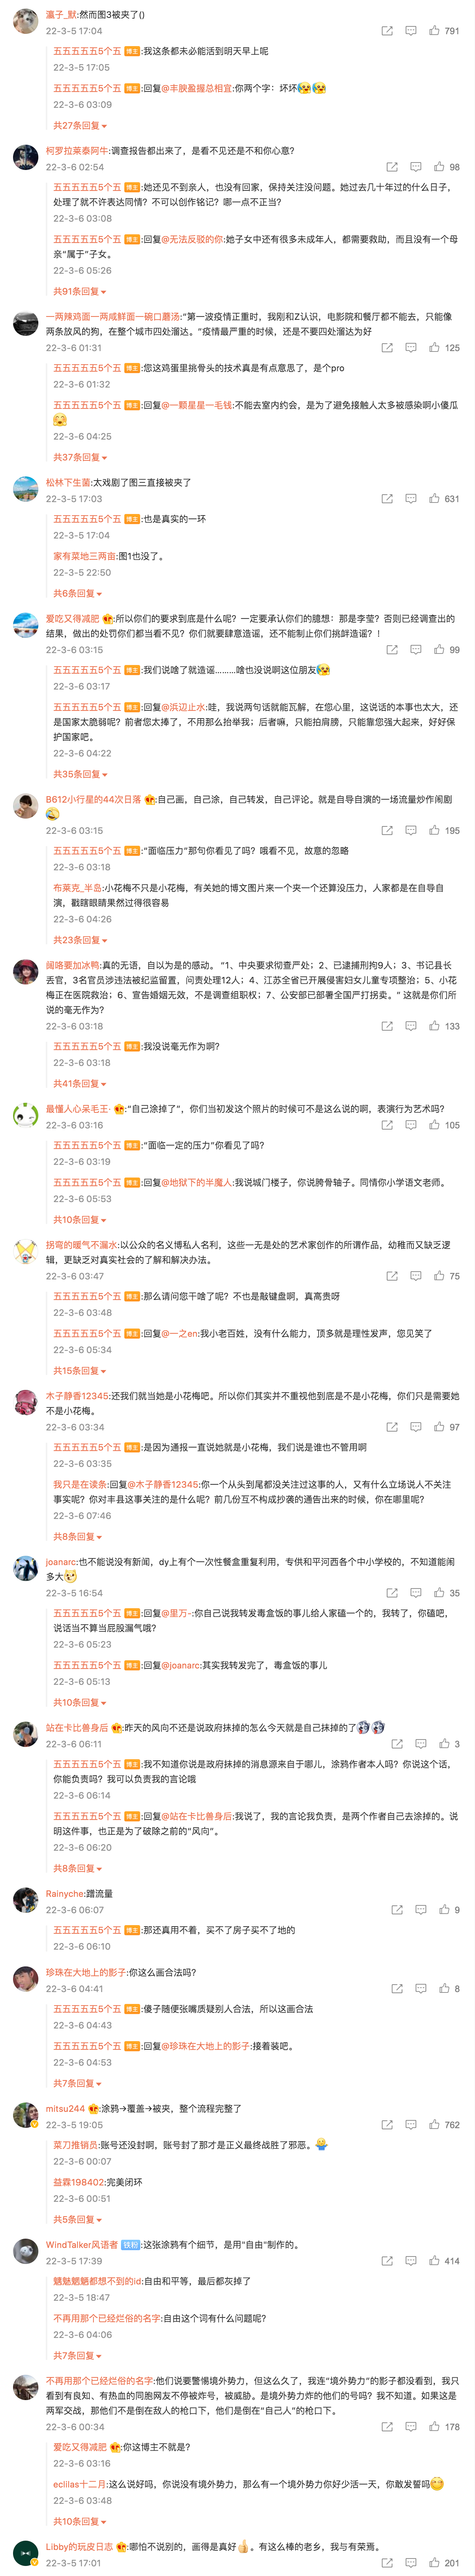 瀛子_默:然而图3被夹了()
22-3-5 17:04
791
五五五五五5个五 博主:我这条都未必能活到明天早上呢
22-3-5 17:05
五五五五五5个五 博主:回复@丰腴盈握总相宜:你两个字：坏坏
22-3-6 03:09
共27条回复
柯罗拉莱泰阿牛:调查报告都出来了，是看不见还是不和你心意?
22-3-6 02:54
98
五五五五五5个五 博主:她还见不到亲人，也没有回家，保持关注没问题。她过去几十年过的什么日子，
处理了就不许表达同情？不可以创作铭记？哪一点不正当?
22-3-6 03:08
五五五五五5个五 博主:回复@无法反驳的你:她子女中还有很多未成年人，都需要救助，而且没有一个母
亲“属于”子女。
22-3-6 05:26
共91条回复
一两辣鸡面一两咸鲜面一碗口蘑汤:“第一波疫情正重时，我刚和Z认识，电影院和餐厅都不能去，只能像
两条放风的狗，在整个城市四处溜达。”疫情最严重的时候，还是不要四处溜达为好
22-3-6 01:31
125
五五五五五5个五 博主:您这鸡蛋里挑骨头的技术真是有点意思了，是个pro
22-3-6 01:32
五五五五五5个五 博主:回复@一颗星星一毛钱:不能去室内约会，是为了避免接触人太多被感染啊小傻瓜
22-3-6 04:25
共37条回复
松林下生菌:太戏剧了图三直接被夹了
22-3-5 17:03
631
五五五五五5个五 博主:也是真实的一环
22-3-5 17:04
家有菜地三两亩:图1也没了。
22-3-5 22:50
共6条回复
爱吃又得减肥:所以你们的要求到底是什么呢？一定要承认你们的臆想：那是李莹？否则已经调查出的
结果，做出的处罚你们都当看不见？你们就要肆意造谣，还不能制止你们挑衅造谣？！
22-3-6 03:15
99
五五五五五5个五 博主:我们说啥了就造谣………啥也没说啊这位朋友
22-3-6 03:17
五五五五五5个五 博主:回复@浜辺止水:哇，我说两句话就能瓦解，在您心里，这说话的本事也太大，还
是国家太脆弱呢？前者您太捧了，不用那么抬举我；后者嘛，只能拍肩膀，只能靠您强大起来，好好保
护国家吧。
22-3-6 04:22
共35条回复
B612小行星的44次日落:自己画，自己涂，自己转发，自己评论。就是自导自演的一场流量炒作闹剧
22-3-6 03:15
195
五五五五五5个五 博主:“面临压力”那句你看见了吗？哦看不见，故意的忽略
22-3-6 03:18
布莱克_半岛:小花梅不只是小花梅，有关她的博文图片来一个夹一个还算没压力，人家都是在自导自
演，戳瞎眼睛果然过得很容易
22-3-6 04:26
共23条回复
阔咯要加冰鸭:真的无语，自以为是的感动。“1、中央要求彻查严处；2、已逮捕刑拘9人；3、书记县长
丢官，3名官员涉违法被纪监留置，问责处理12人；4、江苏全省已开展侵害妇女儿童专项整治；5、小花
梅正在医院救治；6、宣告婚姻无效，不是调查组职权；7、公安部已部署全国严打拐卖。” 这就是你们所
说的毫无作为?
22-3-6 03:18
133
五五五五五5个五 博主:我没说毫无作为啊?
22-3-6 03:18
共41条回复
最懂人心呆毛王·:“自己涂掉了”，你们当初发这个照片的时候可不是这么说的啊，表演行为艺术吗?
22-3-6 03:16
105
五五五五五5个五 博主:“面临一定的压力”你看见了吗?
22-3-6 03:19
五五五五五5个五 博主:回复@地狱下的半魔人:我说城门楼子，你说胯骨轴子。同情你小学语文老师。
22-3-6 05:53
共10条回复
拐弯的暖气不漏水:以公众的名义博私人名利，这些一无是处的艺术家创作的所谓作品，幼稚而又缺乏逻
辑，更缺乏对真实社会的了解和解决办法。
22-3-6 03:47
75
五五五五五5个五 博主:那么请问您干啥了呢？不也是敲键盘啊，真高贵呀
22-3-6 03:48
五五五五五5个五 博主:回复@一之en:我小老百姓，没有什么能力，顶多就是理性发声，您见笑了
22-3-6 05:34
共15条回复
木子静香12345:还我们就当她是小花梅吧。所以你们其实并不重视他到底是不是小花梅，你们只是需要她
不是小花梅。
22-3-6 03:34
97
五五五五五5个五 博主:是因为通报一直说她就是小花梅，我们说是谁也不管用啊
22-3-6 03:35
我只是在读条:回复@木子静香12345:你一个从头到尾都没关注过这事的人，又有什么立场说人不关注
事实呢？你对丰县这事关注的是什么呢？前几份互不构成抄袭的通告出来的时候，你在哪里呢?
22-3-6 07:46
共8条回复
joanarc:也不能说没有新闻，dy上有个一次性餐盒重复利用，专供和平河西各个中小学校的，不知道能闹
多大
22-3-5 16:54
35
五五五五五5个五 博主:回复@里万-:你自己说我转发毒盒饭的事儿给人家磕一个的，我转了，你磕吧，
说话当不算当屁股漏气哦?
22-3-6 05:23
五五五五五5个五 博主:回复@joanarc:其实我转发完了，毒盒饭的事儿
22-3-6 05:13
共10条回复
站在卡比兽身后:昨天的风向不还是说政府抹掉的怎么今天就是自己抹掉的了
22-3-6 06:11
3
五五五五五5个五 博主:我不知道你说是政府抹掉的消息源来自于哪儿，涂鸦作者本人吗？你说这个话，
你能负责吗？我可以负责我的言论哦
22-3-6 06:14
五五五五五5个五 博主:回复@站在卡比兽身后:我说了，我的言论我负责，是两个作者自己去涂掉的。说
明这件事，也正是为了破除之前的“风向”。
22-3-6 06:20
共8条回复
Rainyche:蹭流量
22-3-6 06:07
9
五五五五五5个五 博主:那还真用不着，买不了房子买不了地的
22-3-6 06:10
珍珠在大地上的影子:你这么画合法吗?
22-3-6 04:41
8
五五五五五5个五 博主:傻子随便张嘴质疑别人合法，所以这画合法
22-3-6 04:43
五五五五五5个五 博主:回复@珍珠在大地上的影子:接着装吧。
22-3-6 04:53
共7条回复
mitsu244:涂鸦→覆盖→被夹，整个流程完整了
22-3-5 19:05
762
菜刀推销员:账号还没封啊，账号封了那才是正义最终战胜了邪恶。
22-3-6 00:07
益霖198402:完美闭环
22-3-6 00:51
共5条回复
WindTalker风语者 铁粉:这张涂鸦有个细节，是用"自由"制作的。
22-3-5 17:39
414
魑魅魍魉都想不到的id:自由和平等，最后都灰掉了
22-3-5 18:47
不再用那个已经烂俗的名字:自由这个词有什么问题呢?
22-3-6 04:06
共7条回复
不再用那个已经烂俗的名字:他们说要警惕境外势力，但这么久了，我连“境外势力”的影子都没看到，我只
看到有良知、有热血的同胞网友不停被炸号，被威胁。是境外势力炸的他们的号吗？我不知道。如果这是
两军交战，那他们不是倒在敌人的枪口下，他们是倒在“自己人”的枪口下。
22-3-6 00:34
178
爱吃又得减肥:你这博主不就是?
22-3-6 03:16
eclilas十二月:这么说好吗，你说没有境外势力，那么有一个境外势力你好少活一天，你敢发誓吗
22-3-6 03:48
共10条回复
Libby的玩皮日志:哪怕不说别的，画得是真好。有这么棒的老乡，我与有荣焉。
22-3-5 17:01
201